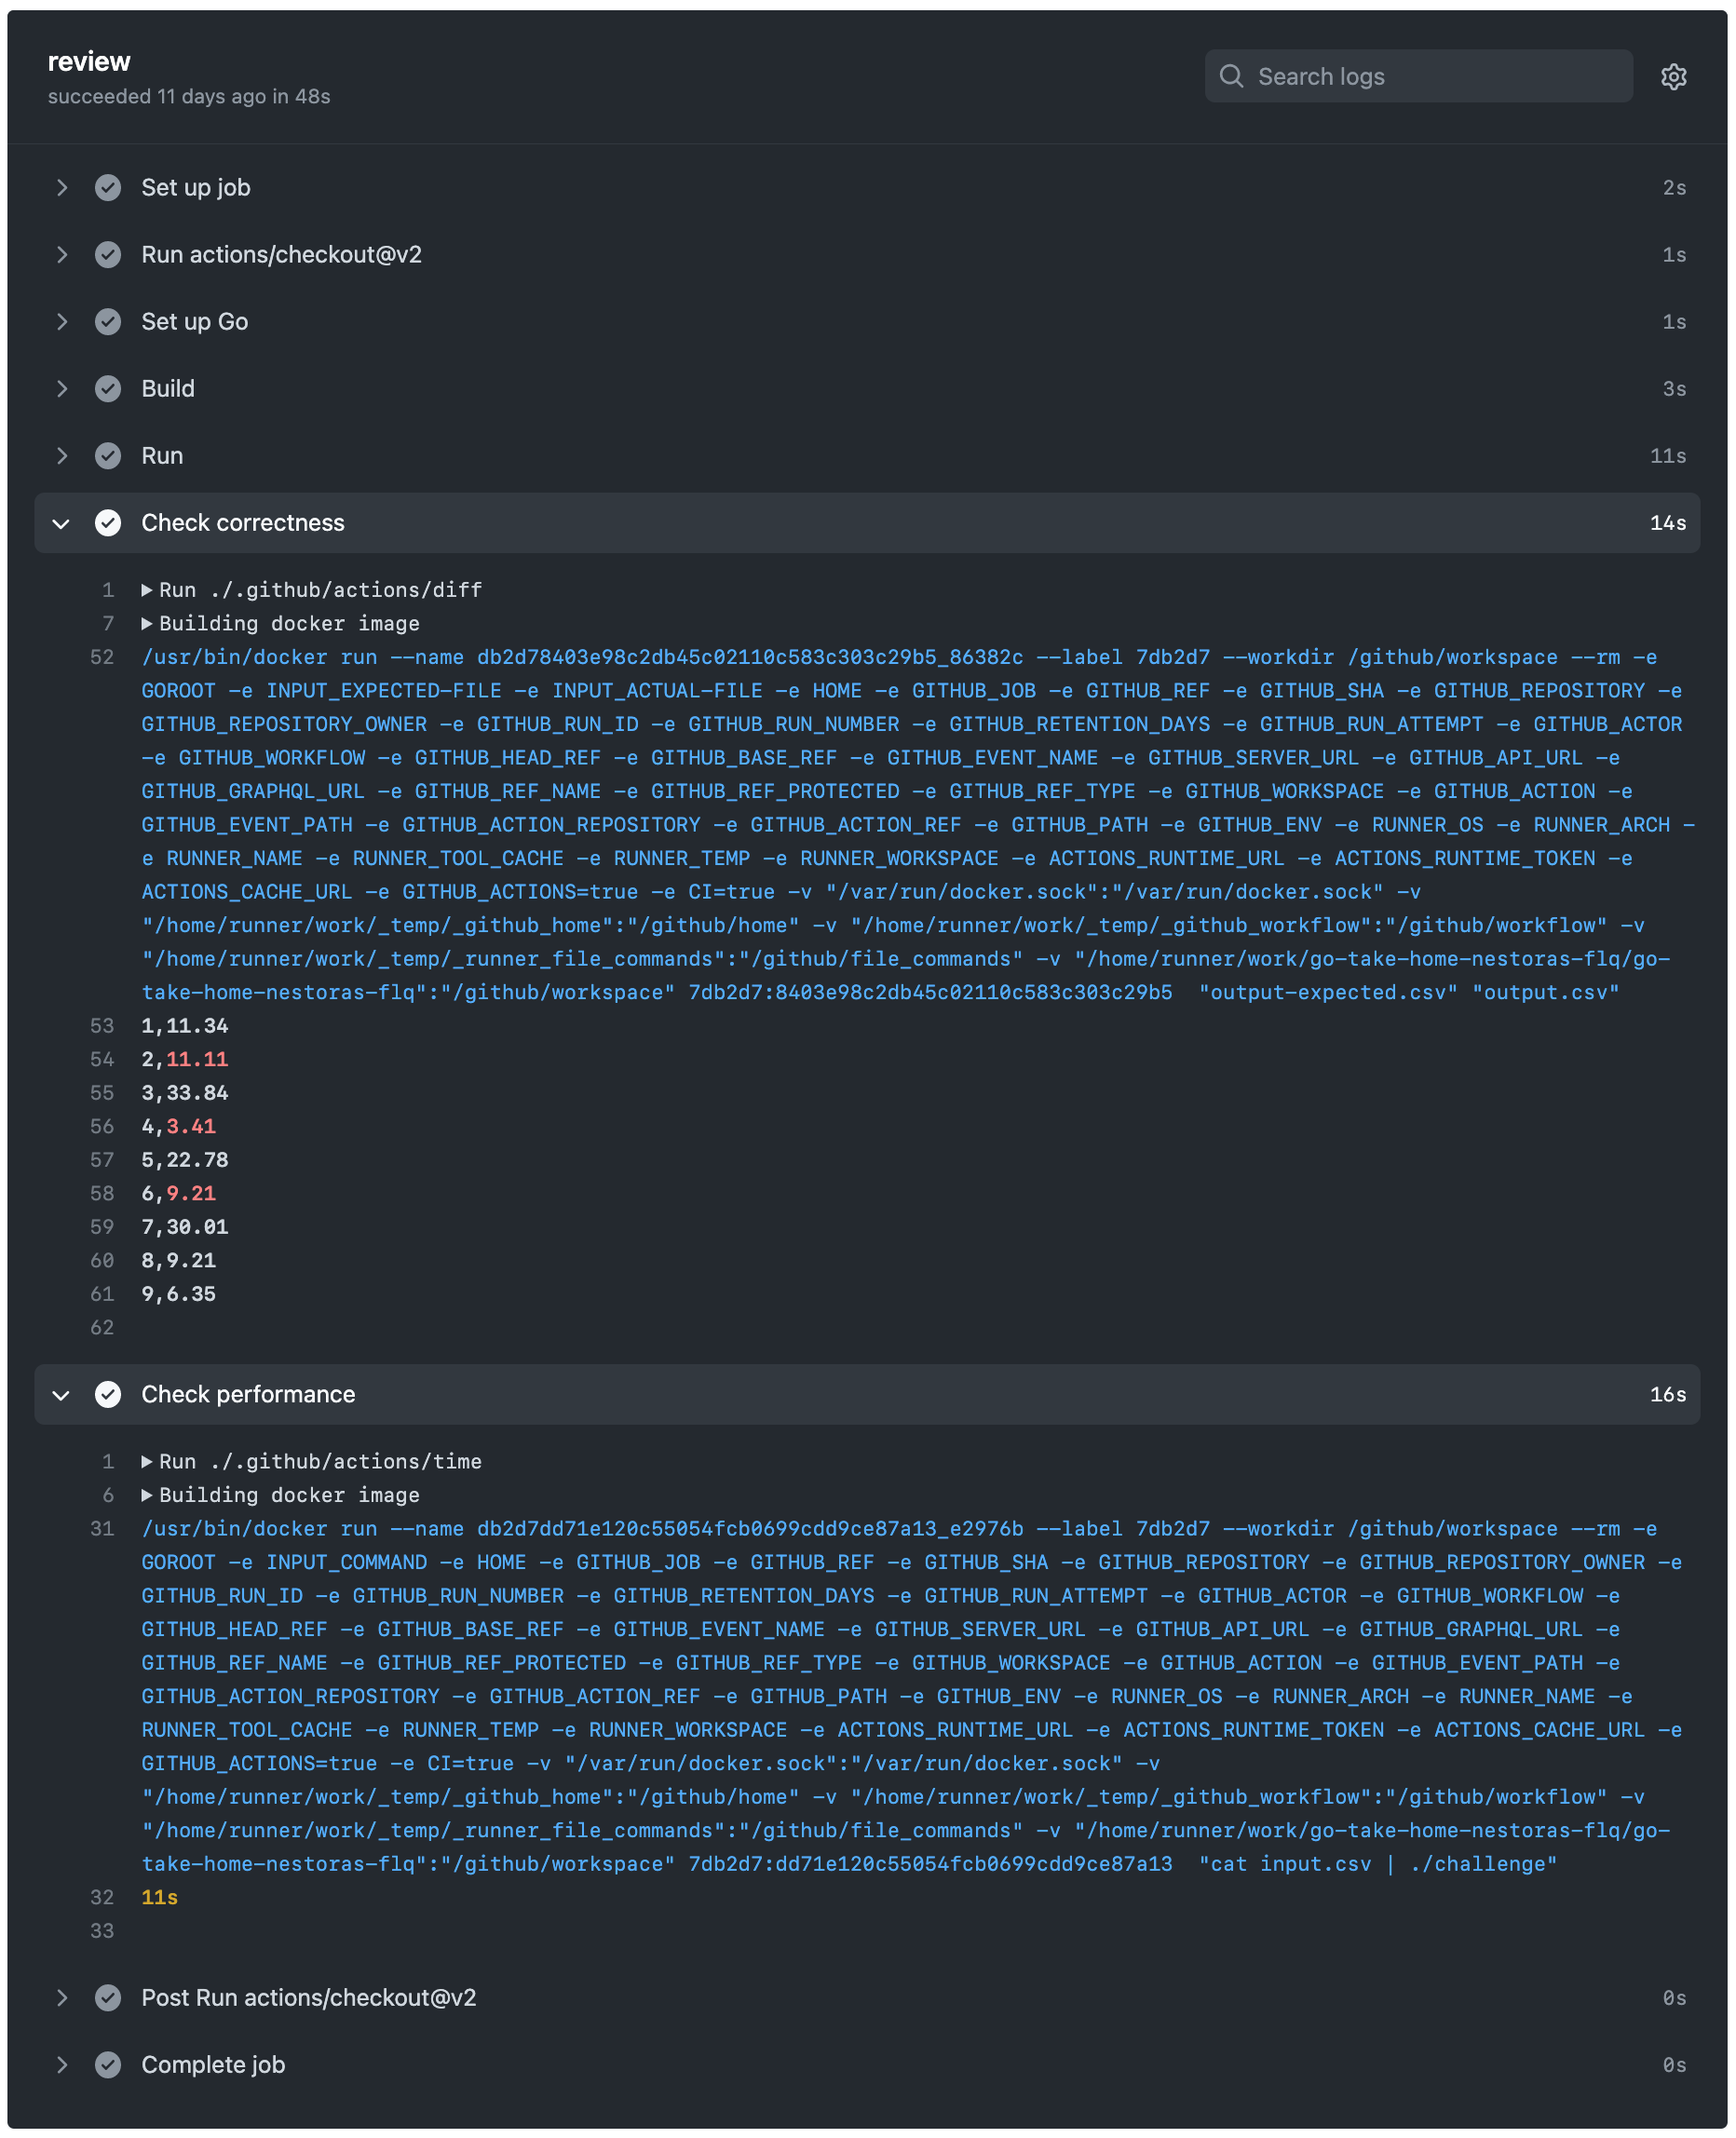 review
succeeded 11 days ago in 48s
Search logs
Set up job 2s
Run actions/checkout@v2 1s
Set up Go 1s
Build 3s
Run 11s
Check correctness 14s
1 Run ./.github/actions/diff
7 Building docker image
52 /usr/bin/docker run --name db2d78403e98c2db45c02110c583c303c29b5_86382c --label 7db2d7 --workdir /github/workspace --rm -e
GOROOT -e INPUT_EXPECTED-FILE -e INPUT_ACTUAL-FILE -e HOME -e GITHUB_JOB -e GITHUB_REF -e GITHUB_SHA -e GITHUB_REPOSITORY -e
GITHUB_REPOSITORY_OWNER -e GITHUB_RUN_ID -e GITHUB_RUN_NUMBER -e GITHUB_RETENTION_DAYS -e GITHUB_RUN_ATTEMPT -e GITHUB_ACTOR
-e GITHUB_WORKFLOW -e GITHUB_HEAD_REF -e GITHUB_BASE_REF -e GITHUB_EVENT_NAME -e GITHUB_SERVER_URL -e GITHUB_API_URL -e
GITHUB_GRAPHQL_URL -e GITHUB_REF_NAME -e GITHUB_REF_PROTECTED -e GITHUB_REF_TYPE -e GITHUB_WORKSPACE -e GITHUB_ACTION -e
GITHUB_EVENT_PATH -e GITHUB_ACTION_REPOSITORY -e GITHUB_ACTION_REF -e GITHUB_PATH -e GITHUB_ENV -e RUNNER_OS -e RUNNER_ARCH -
e RUNNER_NAME -e RUNNER_TOOL_CACHE -e RUNNER_TEMP -e RUNNER_WORKSPACE -e ACTIONS_RUNTIME_URL -e ACTIONS_RUNTIME_TOKEN -e
ACTIONS_CACHE_URL -e GITHUB_ACTIONS=true -e CI=true -v "/var/run/docker.sock":"/var/run/docker.sock" -v
"/home/runner/work/_temp/_github_home":"/github/home" -v "/home/runner/work/_temp/_github_workflow":"/github/workflow" -v
"/home/runner/work/_temp/_runner_file_commands":"/github/file_commands" -v "/home/runner/work/go-take-home-nestoras-flq/go-
take-home-nestoras-flq":"/github/workspace" 7db2d7:8403e98c2db45c02110c583c303c29b5  "output-expected.csv" "output.csv"
53 1,11.34
54 2,11.11
55 3,33.84
56 4,3.41
57 5,22.78
58 6,9.21
59 7,30.01
60 8,9.21
61 9,6.35
62
Check performance 16s
1 Run ./.github/actions/time
6 Building docker image
31 /usr/bin/docker run --name db2d7dd71e120c55054fcb0699cdd9ce87a13_e2976b --label 7db2d7 --workdir /github/workspace --rm -e
GOROOT -e INPUT_COMMAND -e HOME -e GITHUB_JOB -e GITHUB_REF -e GITHUB_SHA -e GITHUB_REPOSITORY -e GITHUB_REPOSITORY_OWNER -e
GITHUB_RUN_ID -e GITHUB_RUN_NUMBER -e GITHUB_RETENTION_DAYS -e GITHUB_RUN_ATTEMPT -e GITHUB_ACTOR -e GITHUB_WORKFLOW -e
GITHUB_HEAD_REF -e GITHUB_BASE_REF -e GITHUB_EVENT_NAME -e GITHUB_SERVER_URL -e GITHUB_API_URL -e GITHUB_GRAPHQL_URL -e
GITHUB_REF_NAME -e GITHUB_REF_PROTECTED -e GITHUB_REF_TYPE -e GITHUB_WORKSPACE -e GITHUB_ACTION -e GITHUB_EVENT_PATH -e
GITHUB_ACTION_REPOSITORY -e GITHUB_ACTION_REF -e GITHUB_PATH -e GITHUB_ENV -e RUNNER_OS -e RUNNER_ARCH -e RUNNER_NAME -e
RUNNER_TOOL_CACHE -e RUNNER_TEMP -e RUNNER_WORKSPACE -e ACTIONS_RUNTIME_URL -e ACTIONS_RUNTIME_TOKEN -e ACTIONS_CACHE_URL -e
GITHUB_ACTIONS=true -e CI=true -v "/var/run/docker.sock":"/var/run/docker.sock" -v
"/home/runner/work/_temp/_github_home":"/github/home" -v "/home/runner/work/_temp/_github_workflow":"/github/workflow" -v
"/home/runner/work/_temp/_runner_file_commands":"/github/file_commands" -v "/home/runner/work/go-take-home-nestoras-flq/go-
take-home-nestoras-flq":"/github/workspace" 7db2d7:dd71e120c55054fcb0699cdd9ce87a13  "cat input.csv | ./challenge"
32 11s
33
Post Run actions/checkout@v2 0s
Complete job 0s